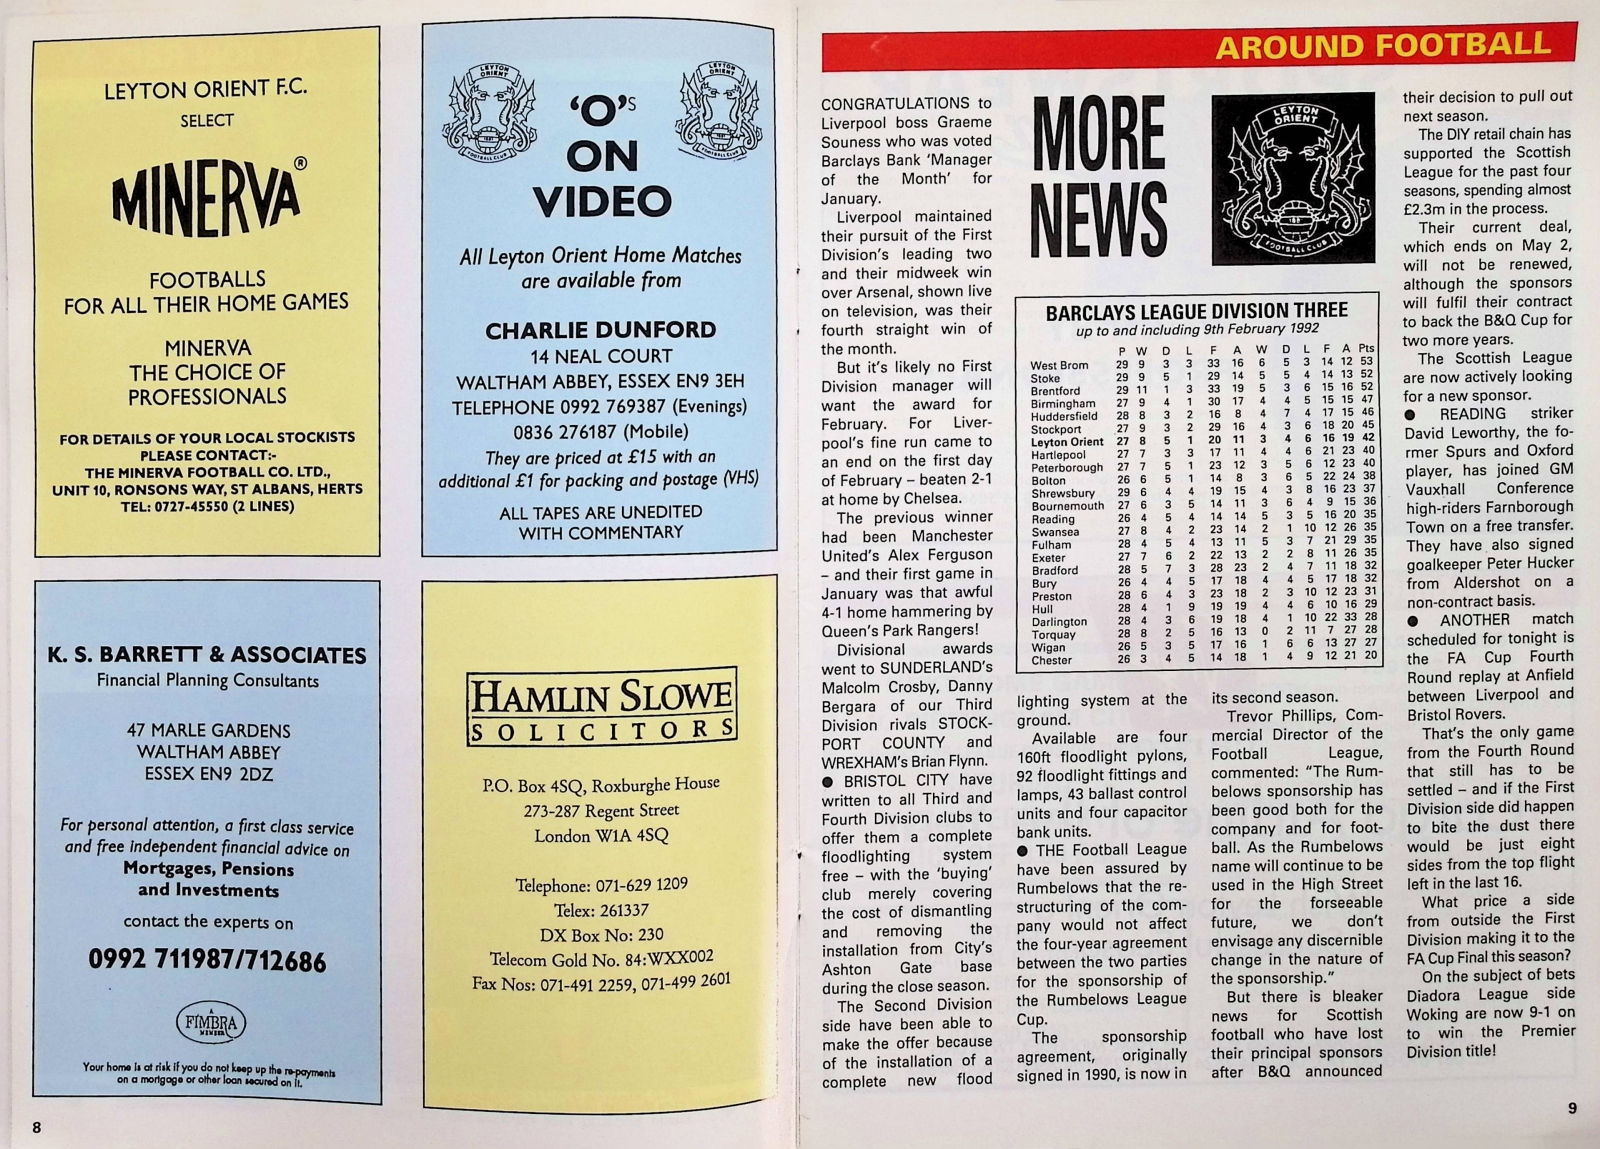 LEYTON ORIENT F.C.
SELECT
MINERVA®
FOOTBALLS
FOR ALL THEIR HOME GAMES
MINERVA
THE CHOICE OF
PROFESSIONALS
FOR DETAILS OF YOUR LOCAL STOCKISTS
PLEASE CONTACT:-
THE MINERVA FOOTBALL CO. LTD.,
UNIT 10, RONSONS WAY, ST ALBANS, HERTS
TEL: 0727-45550 (2 LINES)
LEYTON
ORIENT
FOOTBALL CLUB
LEYTON
ORIENT
FOOTBALL CLUB
'O's
ON
VIDEO
All Leyton Orient Home Matches
are available from
CHARLIE DUNFORD
14 NEAL COURT
WALTHAM ABBEY, ESSEX EN9 3EH
TELEPHONE 0992 769387 (Evenings)
0836 276187 (Mobile)
They are priced at £15 with an
additional £1 for packing and postage (VHS)
ALL TAPES ARE UNEDITED
WITH COMMENTARY
K. S. BARRETT & ASSOCIATES
Financial Planning Consultants
47 MARLE GARDENS
WALTHAM ABBEY
ESSEX EN9 2DZ
For personal attention, a first class service
and free independent financial advice on
Mortgages, Pensions
and Investments
contact the experts on
0992 711987/712686
A
FIMBRA
MEMBER
Your home is at risk if you do not keep up the re-payments
on a mortgage or other loan secured on it.
HAMLIN SLOWE
SOLICITORS
P.O. Box 4SQ, Roxburghe House
273-287 Regent Street
London W1A 4SQ
Telephone: 071-629 1209
Telex: 261337
DX Box No: 230
Telecom Gold No. 84:WXX002
Fax Nos: 071-491 2259, 071-499 2601
8
AROUND FOOTBALL
CONGRATULATIONS to
Liverpool boss Graeme
Souness who was voted
Barclays Bank 'Manager
of the Month' for
January.
Liverpool maintained
their pursuit of the First
Division's leading two
and their midweek win
over Arsenal, shown live
on television, was their
fourth straight win of
the month.
But it's likely no First
Division manager will
want the award for
February. For Liver-
pool's fine run came to
an end on the first day
of February – beaten 2-1
at home by Chelsea.
The previous winner
had been Manchester
United's Alex Ferguson
– and their first game in
January was that awful
4-1 home hammering by
Queen's Park Rangers!
Divisional awards
went to SUNDERLAND's
Malcolm Crosby, Danny
Bergara of our Third
Division rivals STOCK-
PORT COUNTY and
WREXHAM's Brian Flynn.
● BRISTOL CITY have
written to all Third and
Fourth Division clubs to
offer them a complete
floodlighting system
free – with the 'buying'
club merely covering
the cost of dismantling
and removing the
installation from City's
Ashton Gate base
during the close season.
The Second Division
side have been able to
make the offer because
of the installation of a
complete new flood
MORE
NEWS
LEYTON
ORIENT
FOOTBALL CLUB
BARCLAYS LEAGUE DIVISION THREE
up to and including 9th February 1992
P W D L F A W D L F A Pts
West Brom 29 9 3 3 33 16 6 5 3 14 12 53
Stoke 29 9 5 1 29 14 5 5 4 14 13 52
Brentford 29 11 1 3 33 19 5 3 6 15 16 52
Birmingham 27 9 4 1 30 17 4 4 5 15 15 47
Huddersfield 28 8 3 2 16 8 4 7 4 17 15 46
Stockport 27 9 3 2 29 16 4 3 6 18 20 45
Leyton Orient 27 8 5 1 20 11 3 4 6 16 19 42
Hartlepool 27 7 3 3 17 11 4 4 6 21 23 40
Peterborough 27 7 5 1 23 12 3 5 6 12 23 40
Bolton 26 6 5 1 14 8 3 6 5 22 24 38
Shrewsbury 29 6 4 4 19 15 4 3 8 16 23 37
Bournemouth 27 6 3 5 14 11 3 6 4 9 15 36
Reading 26 4 5 4 14 14 5 3 5 16 20 35
Swansea 27 8 4 2 23 14 2 1 10 12 26 35
Fulham 28 4 5 4 13 11 5 3 7 21 29 35
Exeter 27 7 6 2 22 13 2 2 8 11 26 35
Bradford 28 5 7 3 28 23 2 4 7 11 18 32
Bury 26 4 4 5 17 18 4 4 5 17 18 32
Preston 28 6 4 3 23 18 2 3 10 12 23 31
Hull 28 4 1 9 19 19 4 4 6 10 16 29
Darlington 28 4 3 6 19 18 4 1 10 22 33 28
Torquay 28 8 2 5 16 13 0 2 11 7 27 28
Wigan 26 5 3 5 17 16 1 6 6 13 27 27
Chester 26 3 4 5 14 18 1 4 9 12 21 20
lighting system at the
ground.
Available are four
160ft floodlight pylons,
92 floodlight fittings and
lamps, 43 ballast control
units and four capacitor
bank units.
● THE Football League
have been assured by
Rumbelows that the re-
structuring of the com-
pany would not affect
the four-year agreement
between the two parties
for the sponsorship of
the Rumbelows League
Cup.
The sponsorship
agreement, originally
signed in 1990, is now in
its second season.
Trevor Phillips, Com-
mercial Director of the
Football League,
commented: "The Rum-
belows sponsorship has
been good both for the
company and for foot-
ball. As the Rumbelows
name will continue to be
used in the High Street
for the forseeable
future, we don't
envisage any discernible
change in the nature of
the sponsorship."
But there is bleaker
news for Scottish
football who have lost
their principal sponsors
after B&Q announced
their decision to pull out
next season.
The DIY retail chain has
supported the Scottish
League for the past four
seasons, spending almost
£2.3m in the process.
Their current deal,
which ends on May 2,
will not be renewed,
although the sponsors
will fulfil their contract
to back the B&Q Cup for
two more years.
The Scottish League
are now actively looking
for a new sponsor.
● READING striker
David Leworthy, the fo-
rmer Spurs and Oxford
player, has joined GM
Vauxhall Conference
high-riders Farnborough
Town on a free transfer.
They have also signed
goalkeeper Peter Hucker
from Aldershot on a
non-contract basis.
● ANOTHER match
scheduled for tonight is
the FA Cup Fourth
Round replay at Anfield
between Liverpool and
Bristol Rovers.
That's the only game
from the Fourth Round
that still has to be
settled – and if the First
Division side did happen
to bite the dust there
would be just eight
sides from the top flight
left in the last 16.
What price a side
from outside the First
Division making it to the
FA Cup Final this season?
On the subject of bets
Diadora League side
Woking are now 9-1 on
to win the Premier
Division title!
9